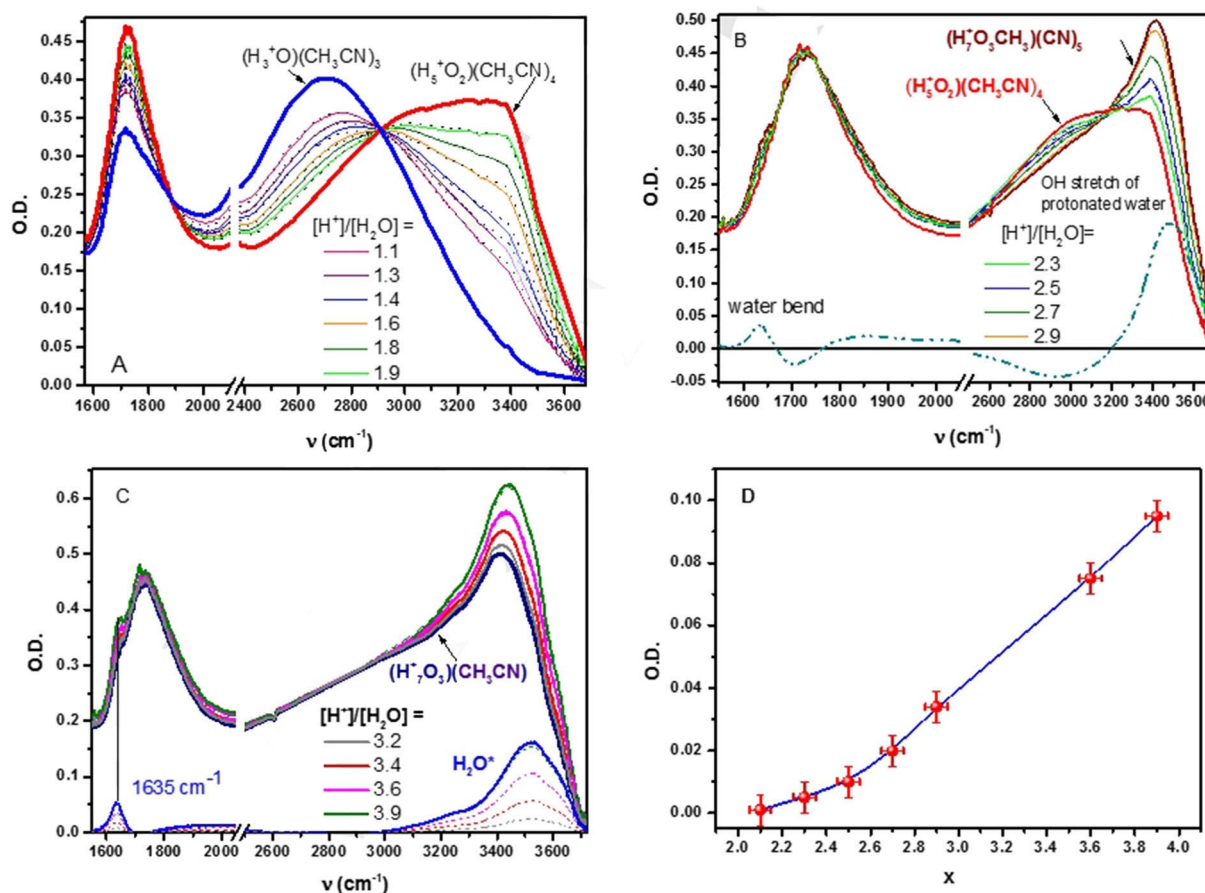 A
0.50
0.45
0.40
0.35
0.30
0.25
0.20
0.15
0.10
0.05
0.00
O.D.
(H₃⁺O)(CH₃CN)₃
(H₅⁺O₂)(CH₃CN)₄
[H⁺]/[H₂O] =
1.1
1.3
1.4
1.6
1.8
1.9
1600 1800 2000 2200 2400 2700 3000 3300 3600
ν (cm⁻¹)
B
0.50
0.45
0.40
0.35
0.30
0.25
0.20
0.15
0.10
0.05
0.00
-0.05
O.D.
(H₇⁺O₃CH₃)(CN)₅
(H₅⁺O₂)(CH₃CN)₄
OH stretch of
protonated water
[H⁺]/[H₂O]=
2.3
2.5
2.7
2.9
water bend
1500 1600 1700 1800 1900 2000 2600 2800 3000 3200 3400 3600
ν (cm⁻¹)
C
0.6
0.5
0.4
0.3
0.2
0.1
0.0
O.D.
(H⁺₇O₃)(CH₃CN)
[H⁺]/[H₂O] =
3.2
3.4
3.6
3.9
H₂O*
1635 cm⁻¹
1600 1800 2000 2400 2700 3000 3300 3600
ν (cm⁻¹)
D
0.10
0.08
0.06
0.04
0.02
0.00
O.D.
2.0 2.2 2.4 2.6 2.8 3.0 3.2 3.4 3.6 3.8 4.0
X